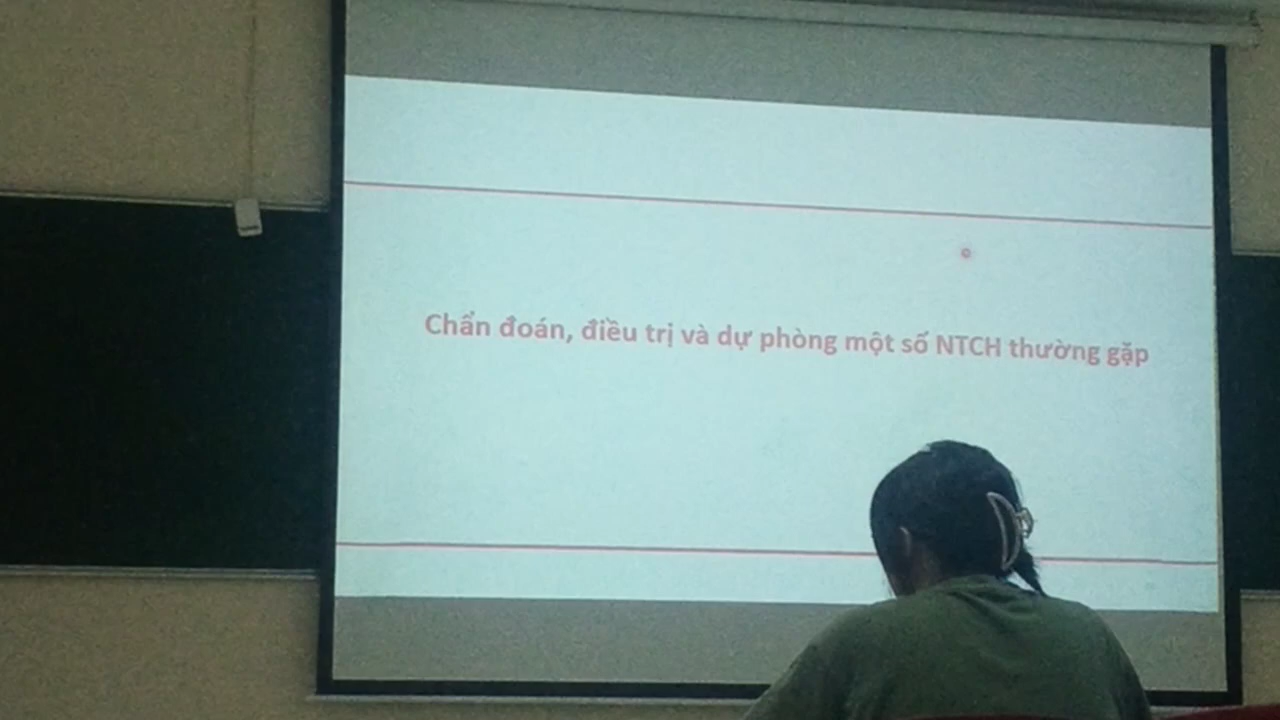 Chẩn đoán, điều trị và dự phòng một số NTCH thường gặp